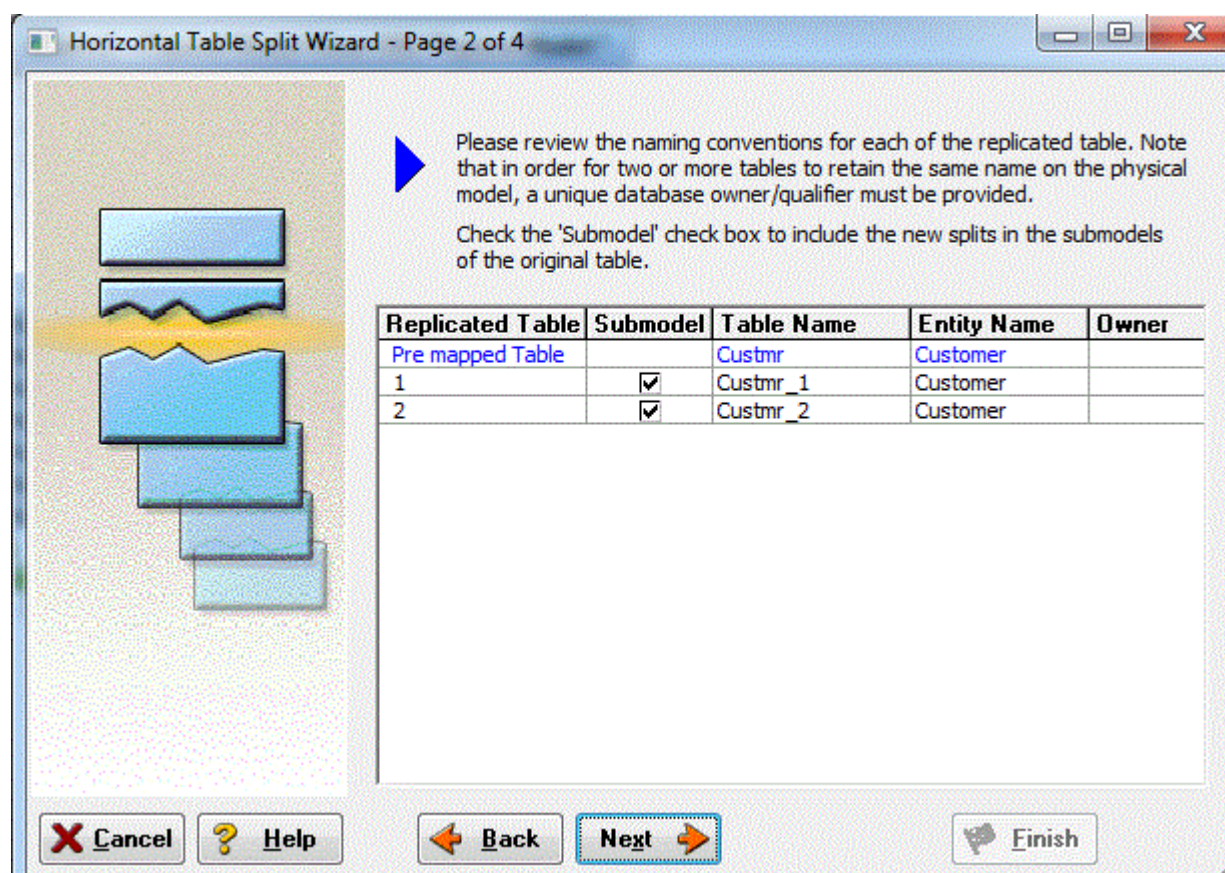 Horizontal Table Split Wizard - Page 2 of 4
Please review the naming conventions for each of the replicated table. Note
that in order for two or more tables to retain the same name on the physical
model, a unique database owner/qualifier must be provided.
Check the 'Submodel' check box to include the new splits in the submodels
of the original table.
Replicated Table Submodel Table Name Entity Name Owner
Pre mapped Table Custmr Customer
1 Custmr_1 Customer
2 Custmr_2 Customer
Cancel Help Back Next Finish